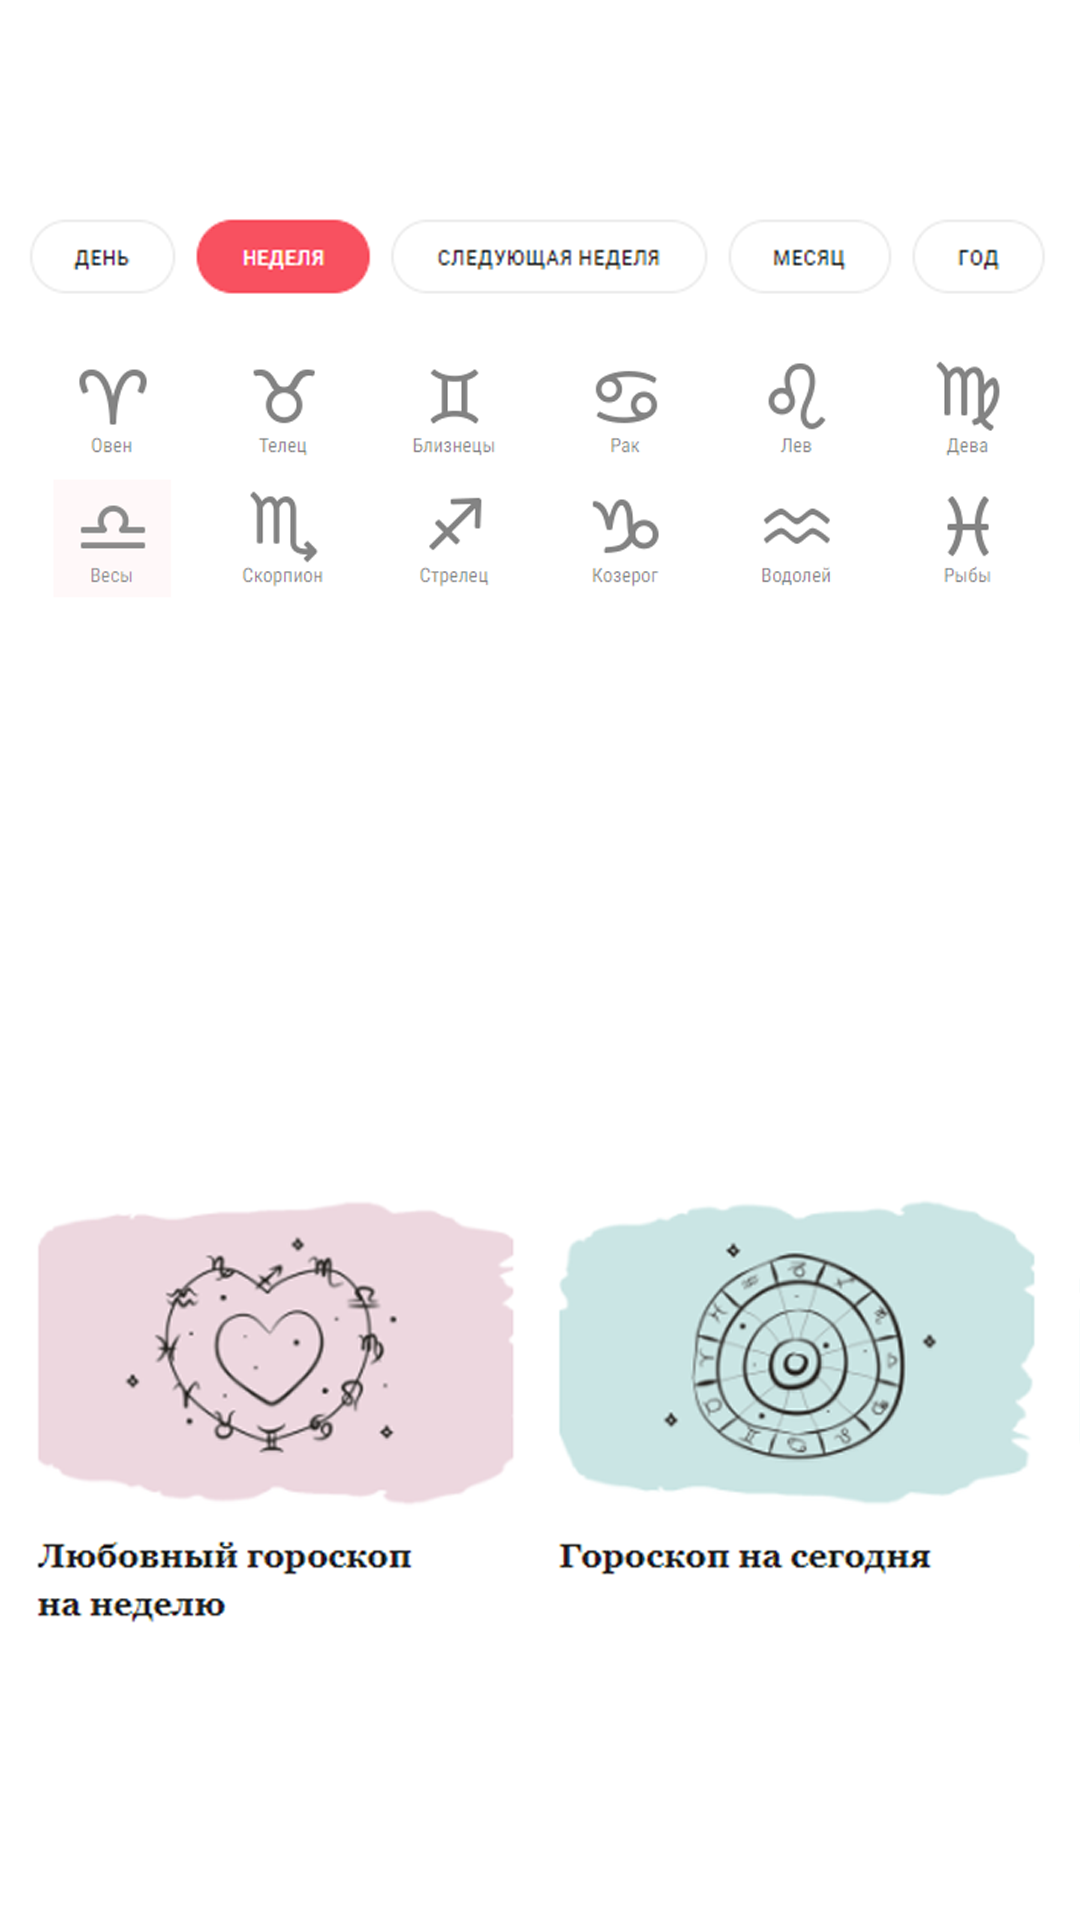 ДЕНЬ НЕДЕЛЯ СЛЕДУЮЩАЯ НЕДЕЛЯ МЕСЯЦ ГОД
Овен Телец Близнецы Рак Лев Дева
Весы Скорпион Стрелец Козерог Водолей Рыбы
Любовный гороскоп
на неделю
Гороскоп на сегодня